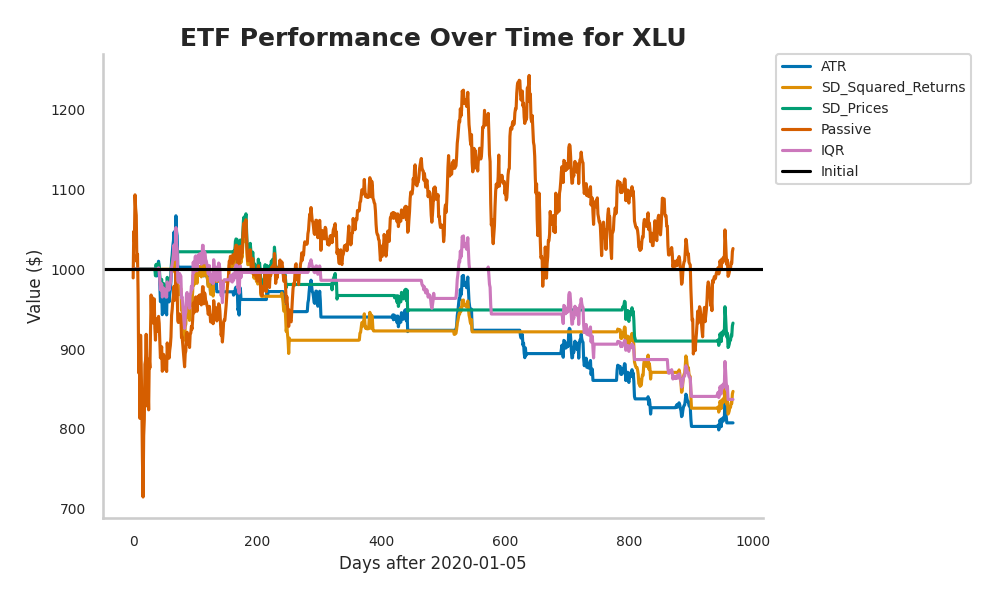 ETF Performance Over Time for XLU
ATR
SD_Squared_Returns
SD_Prices
Passive
IQR
Initial
Value ($)
1200
1100
1000
900
800
700
0 200 400 600 800 1000
Days after 2020-01-05